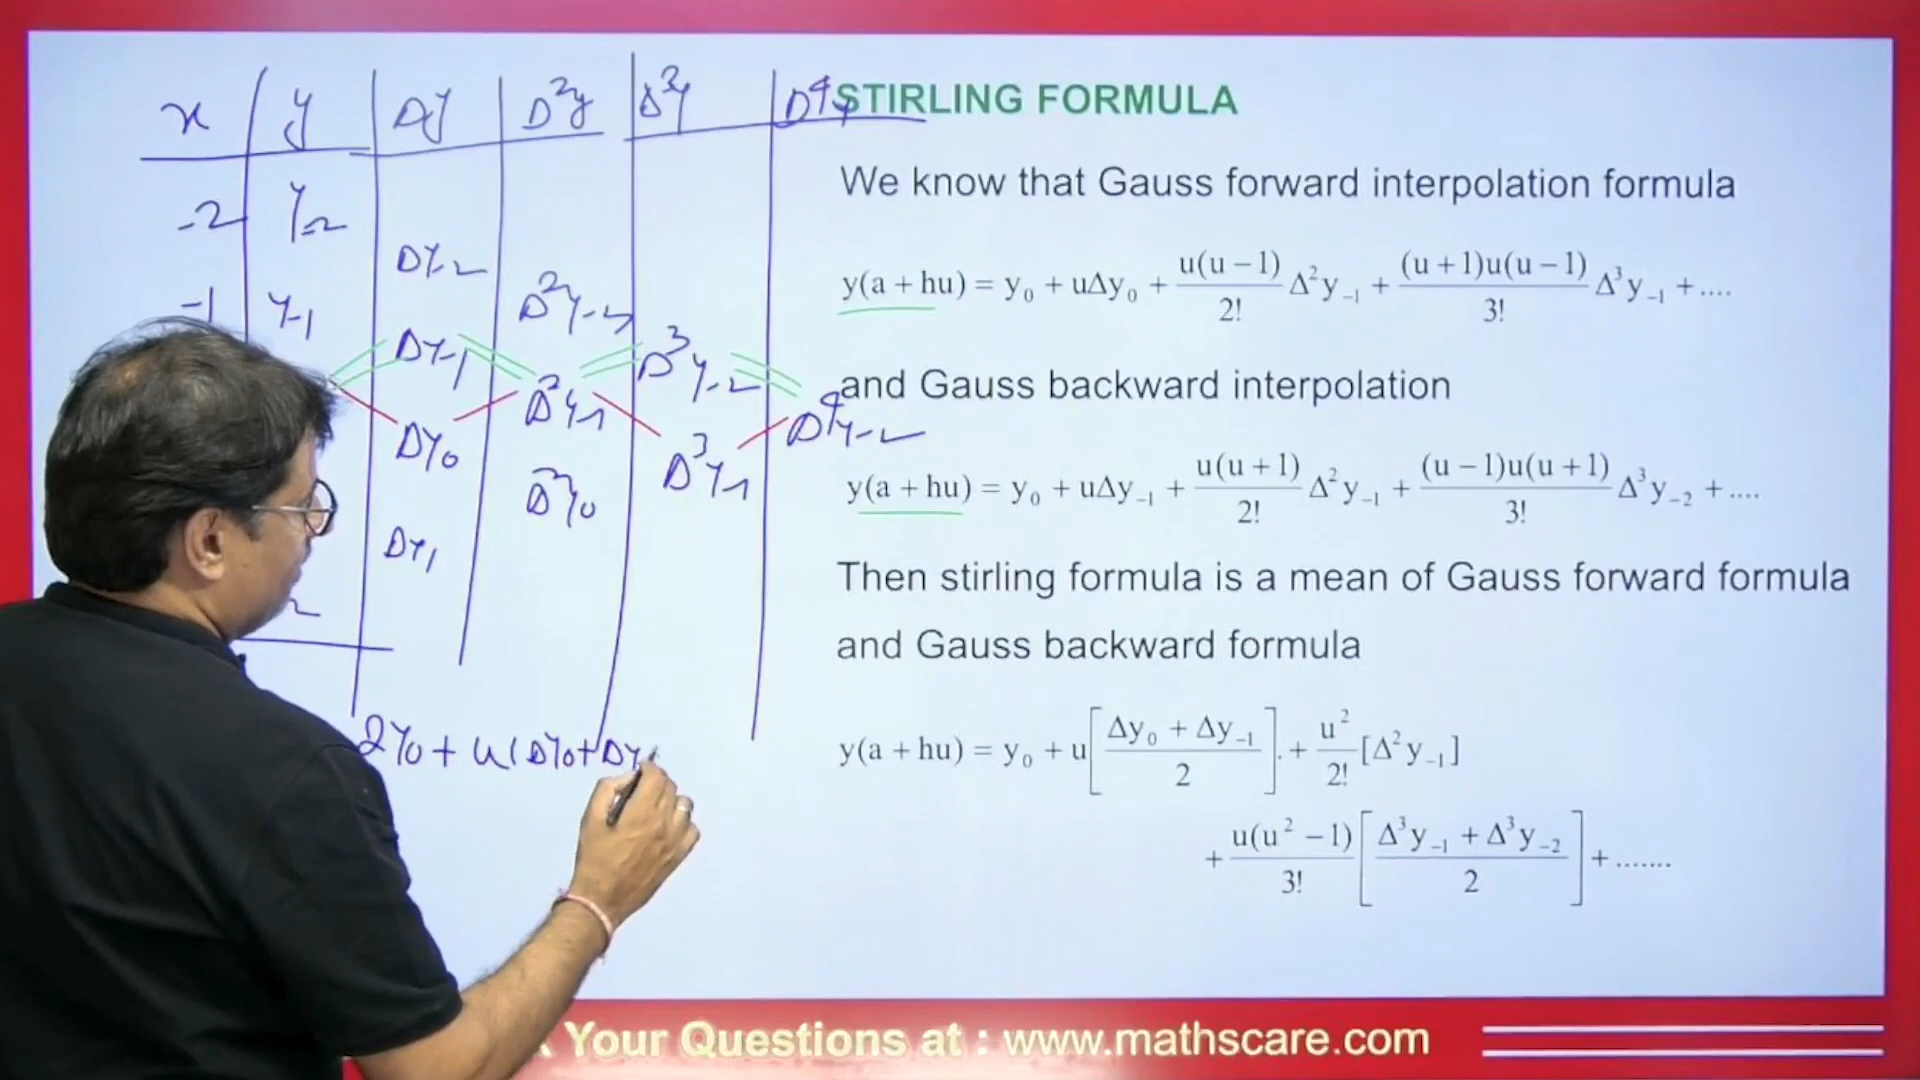 x y Δy Δ²y Δ³y Δ⁴y
-2 y₋₂
Δy₋₂
-1 y₋₁ Δ²y₋₂
Δy₋₁ Δ³y₋₂
Δ²y₋₁ Δ⁴y₋₂
Δy₀ Δ³y₋₁
Δ²y₀
Δy₁
2y₀ + u(Δy₀+Δy
STIRLING FORMULA
We know that Gauss forward interpolation formula
y(a + hu) = y₀ + uΔy₀ + u(u − 1)/2! Δ²y₋₁ + (u + 1)u(u − 1)/3! Δ³y₋₁ + ....
and Gauss backward interpolation
y(a + hu) = y₀ + uΔy₋₁ + u(u + 1)/2! Δ²y₋₁ + (u − 1)u(u + 1)/3! Δ³y₋₂ + ....
Then stirling formula is a mean of Gauss forward formula
and Gauss backward formula
y(a + hu) = y₀ + u[(Δy₀ + Δy₋₁)/2]. + u²/2! [Δ²y₋₁]
+ u(u² − 1)/3! [(Δ³y₋₁ + Δ³y₋₂)/2] + .......
Your Questions at : www.mathscare.com